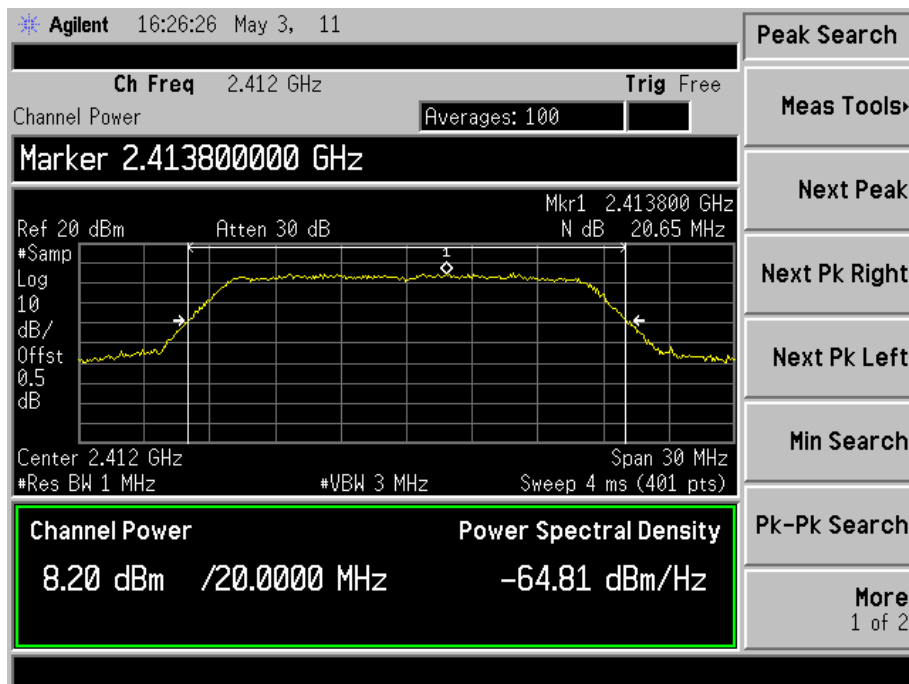 Agilent 16:26:26 May 3, 11
Peak Search
Ch Freq 2.412 GHz Trig Free
Channel Power Averages: 100
Meas Tools
Marker 2.413800000 GHz
Next Peak
Mkr1 2.413800 GHz
Ref 20 dBm Atten 30 dB N dB 20.65 MHz
#Samp
Log
10
dB/
Offst
0.5
dB
1
Next Pk Right
Next Pk Left
Center 2.412 GHz Span 30 MHz
#Res BW 1 MHz #VBW 3 MHz Sweep 4 ms (401 pts)
Min Search
Channel Power Power Spectral Density
8.20 dBm /20.0000 MHz -64.81 dBm/Hz
Pk-Pk Search
More
1 of 2